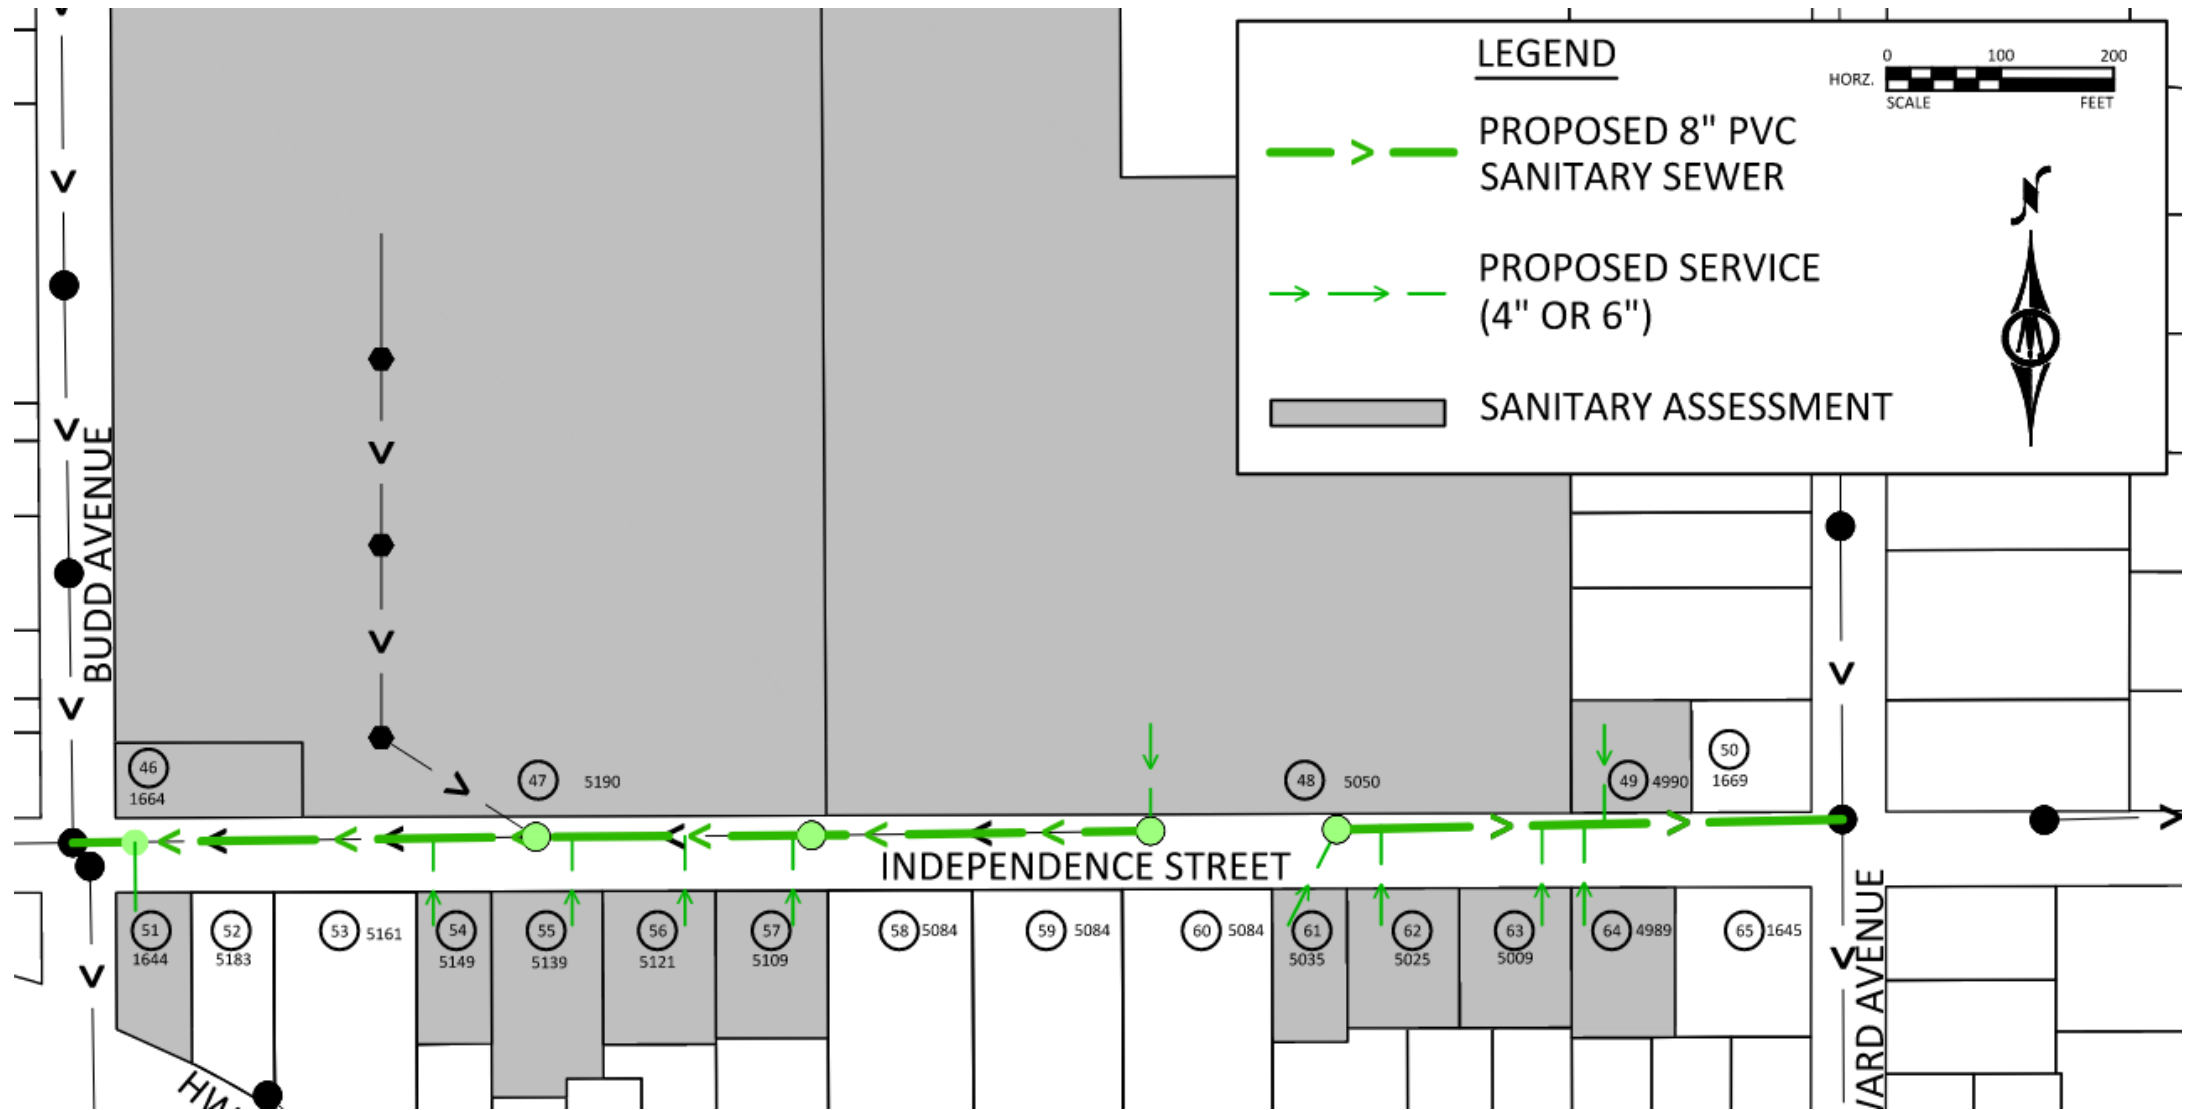 LEGEND
0 100 200
HORZ.
SCALE FEET
PROPOSED 8" PVC
SANITARY SEWER
N
PROPOSED SERVICE
(4" OR 6")
SANITARY ASSESSMENT
BUDD AVENUE
46
1664
47 5190
48 5050
49 4990
50
1669
INDEPENDENCE STREET
51
1644
52
5183
53 5161
54
5149
55
5139
56
5121
57
5109
58 5084
59 5084
60 5084
61
5035
62
5025
63
5009
64 4989
65 1645